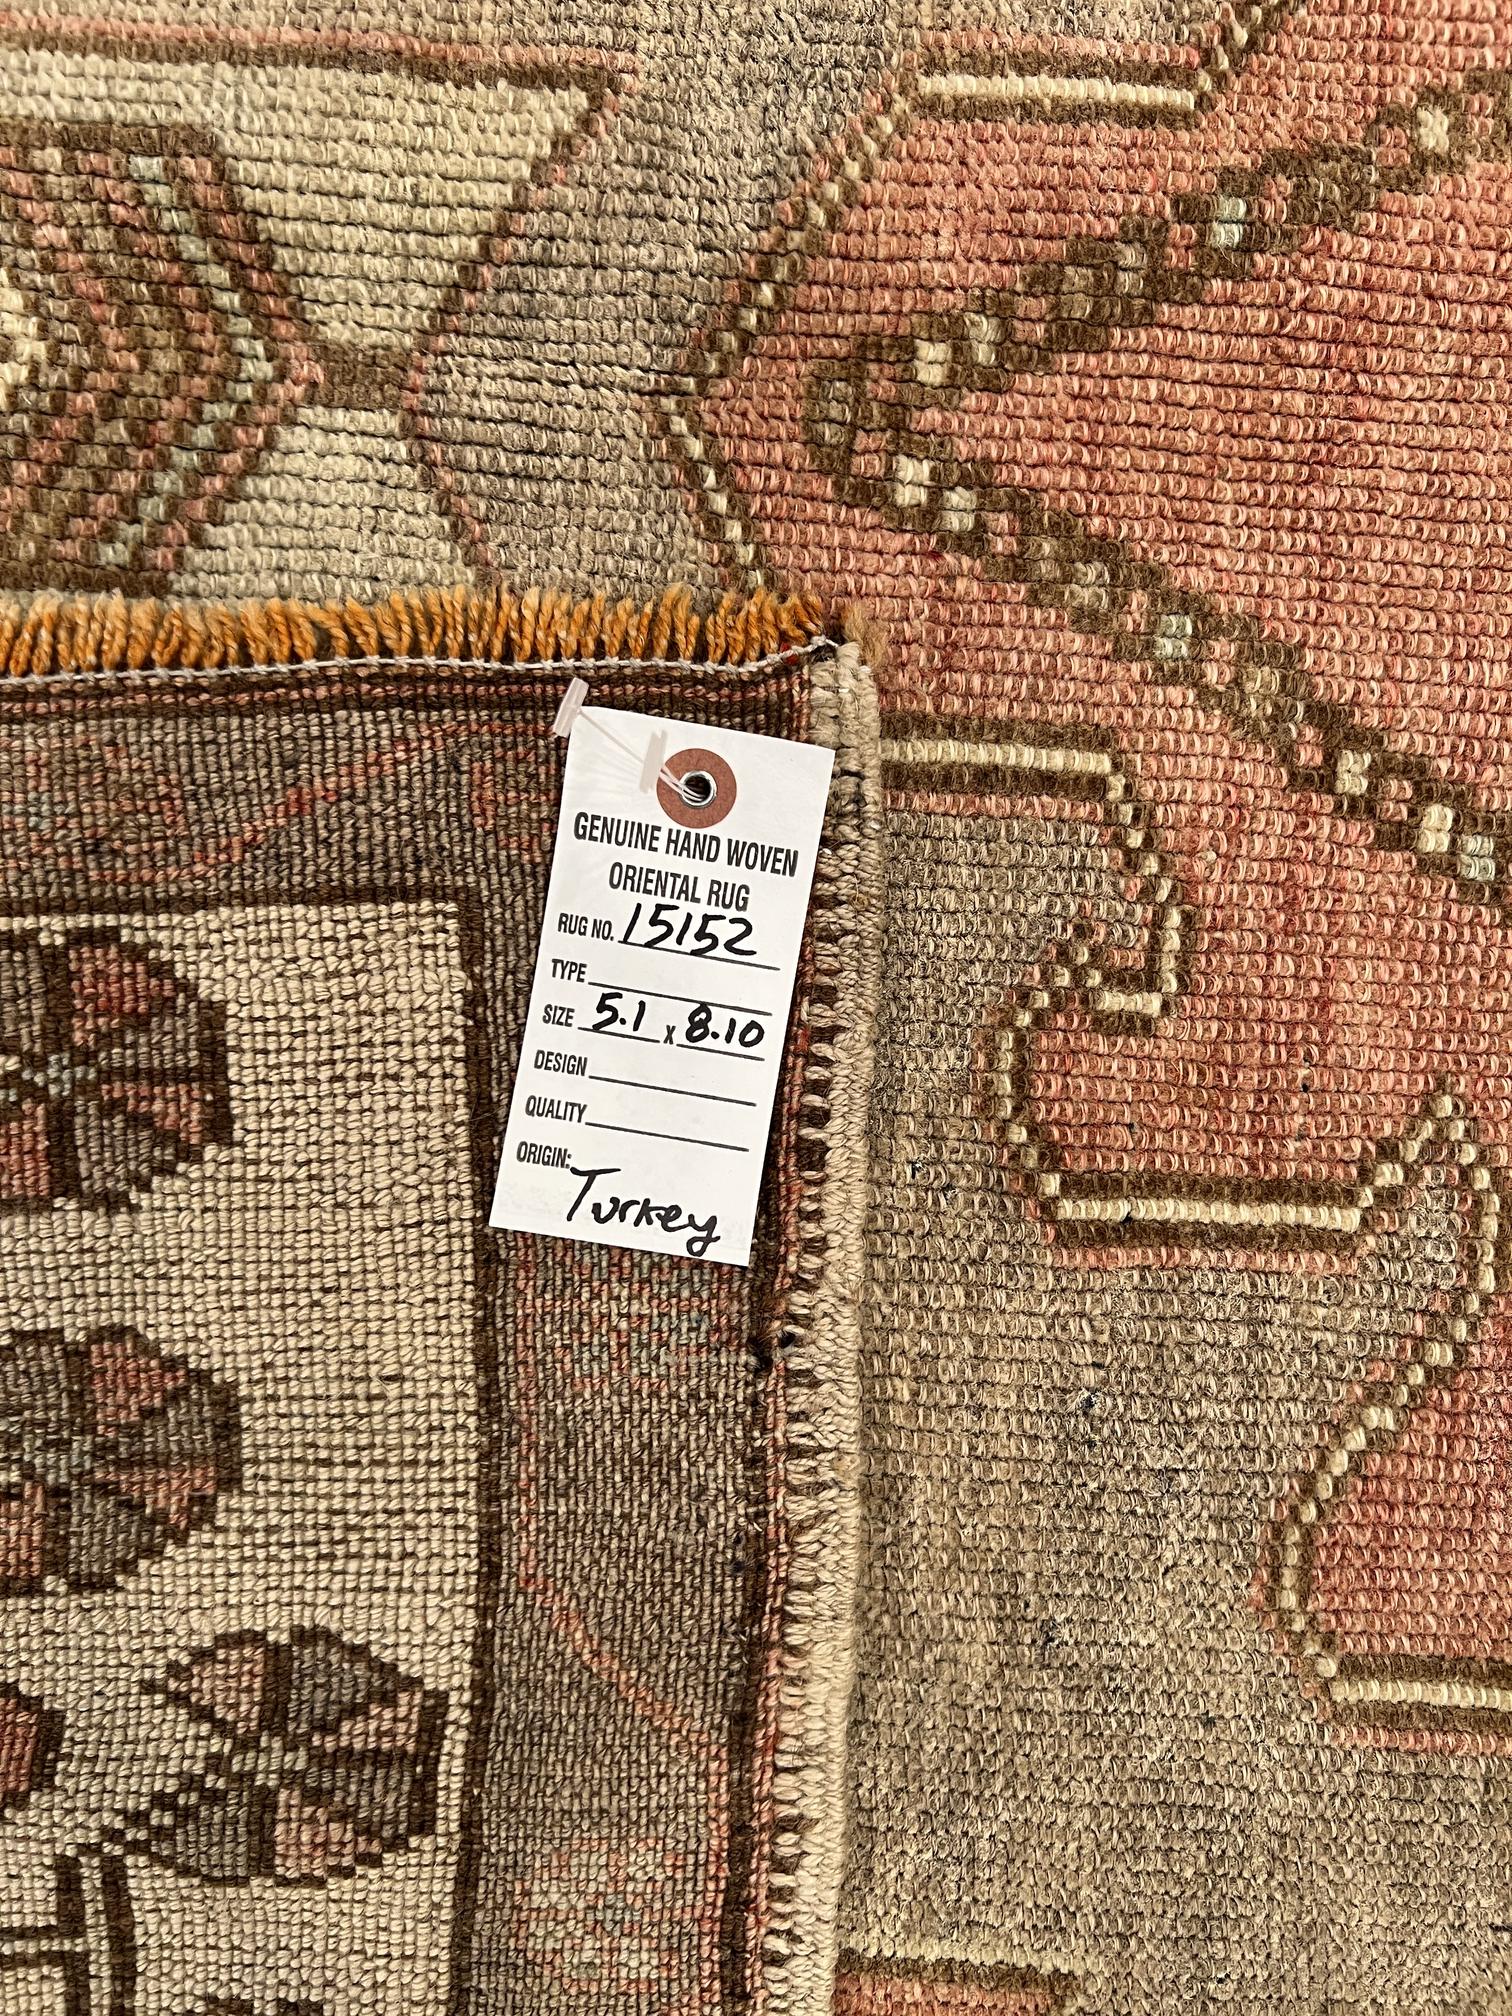 GENUINE HAND WOVEN
ORIENTAL RUG
RUG NO. 15152
TYPE
SIZE 5.1 x 8.10
DESIGN
QUALITY
ORIGIN:
Turkey